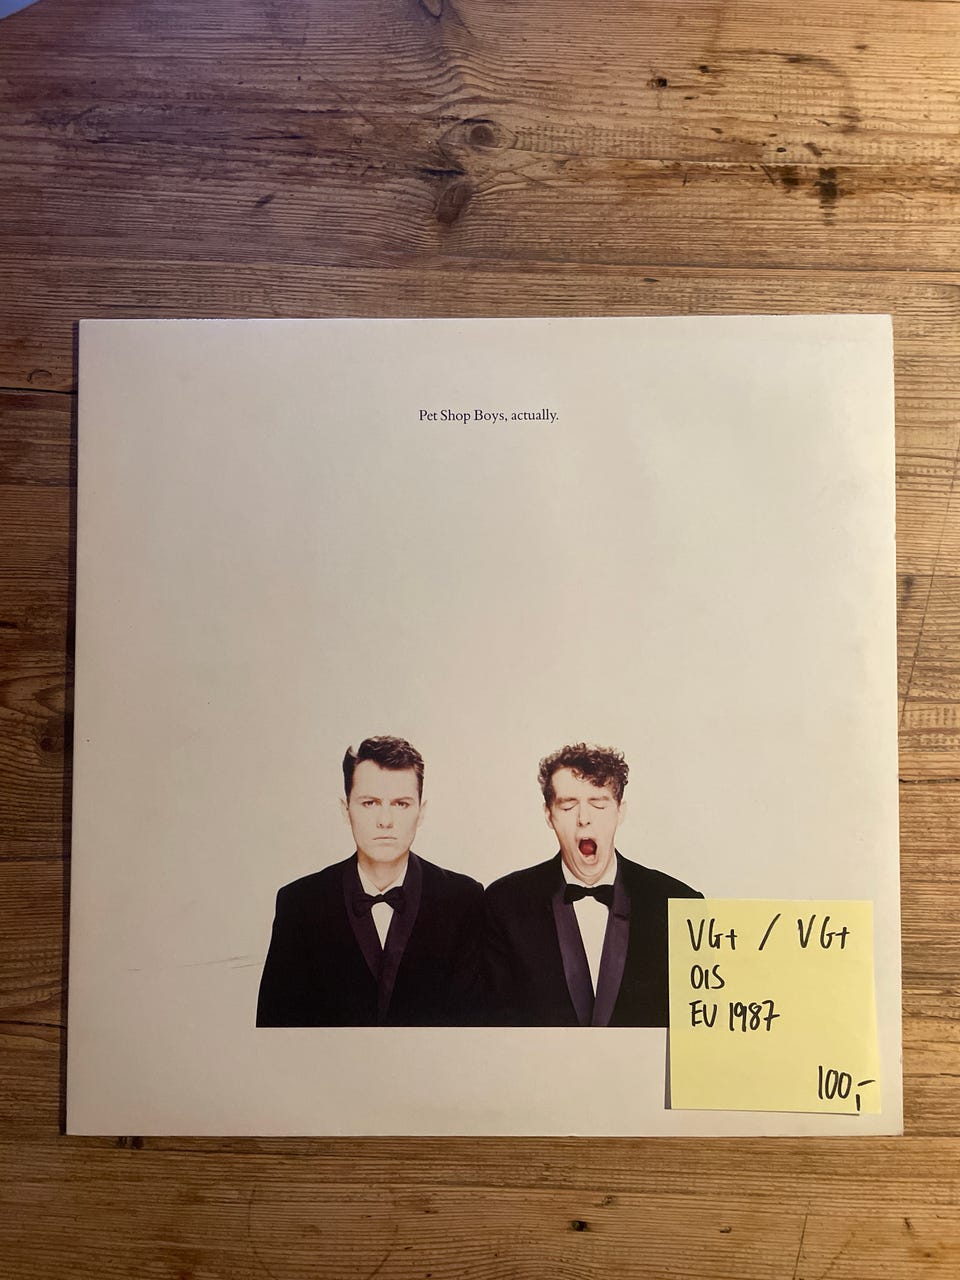 Pet Shop Boys, actually.
VG+ / VG+
OIS
EU 1987
100,-